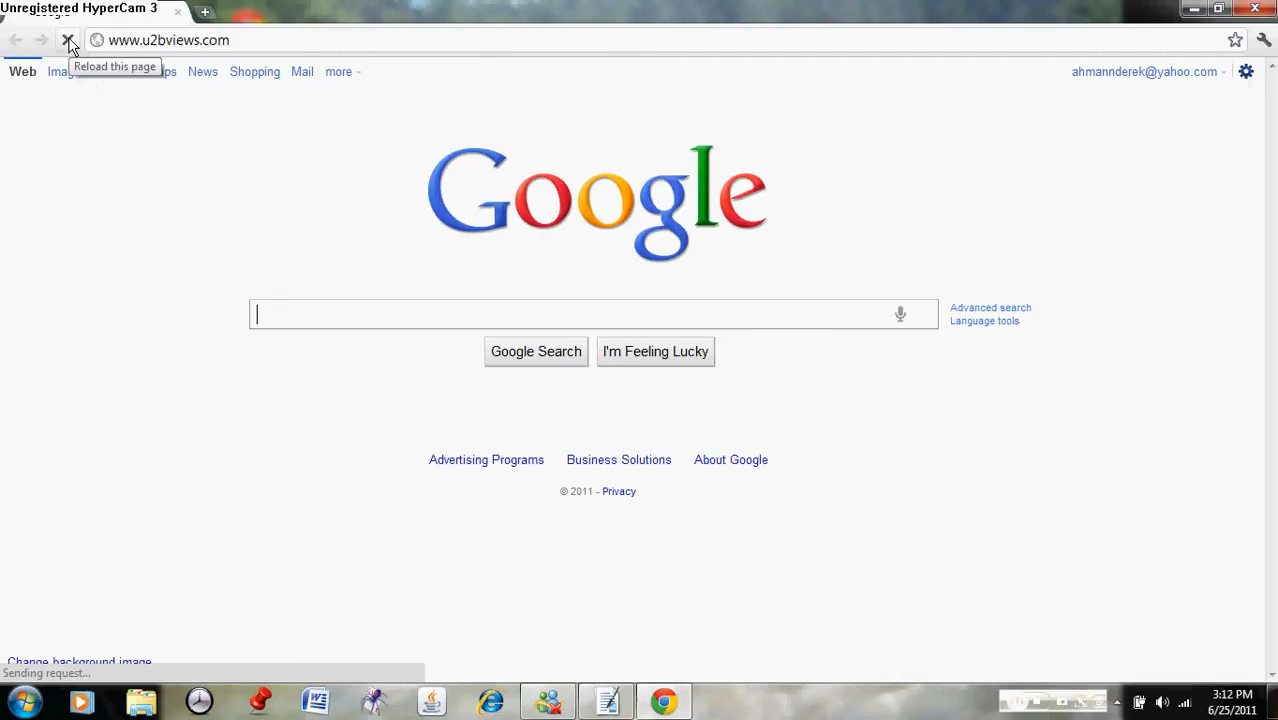 Unregistered HyperCam 3
www.u2bviews.com
Reload this page
Web
News Shopping Mail more
ahmannderek@yahoo.com
Google
Advanced search
Language tools
Google Search I'm Feeling Lucky
Advertising Programs Business Solutions About Google
© 2011 - Privacy
Change background image
Sending request...
3:12 PM
6/25/2011